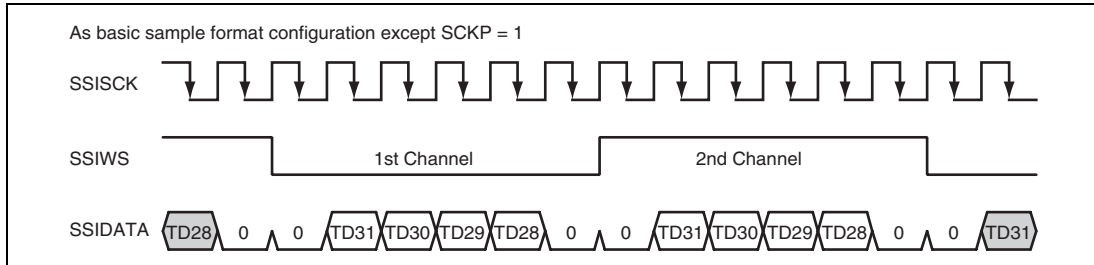 As basic sample format configuration except SCKP = 1
SSISCK
SSIWS 1st Channel 2nd Channel
SSIDATA TD28 0 0 TD31 TD30 TD29 TD28 0 0 TD31 TD30 TD29 TD28 0 0 TD31